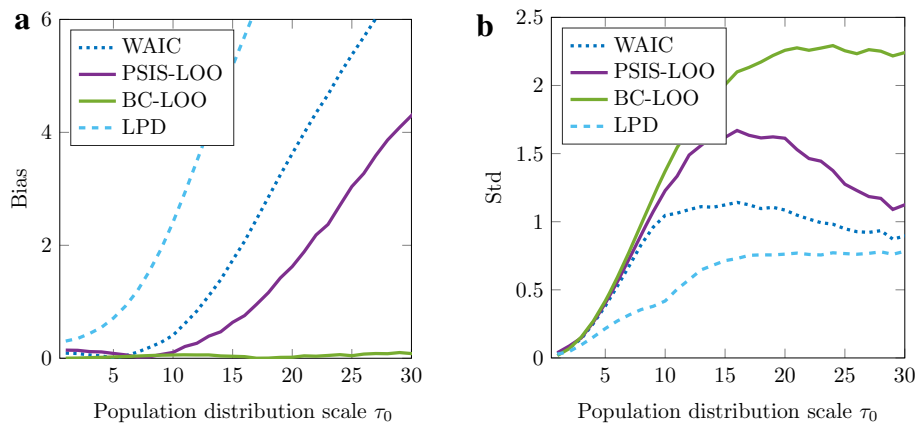 a
6
4
2
0
Bias
WAIC
PSIS-LOO
BC-LOO
LPD
5 10 15 20 25 30
Population distribution scale τ₀
b
2.5
2
1.5
1
0.5
0
Std
WAIC
PSIS-LOO
BC-LOO
LPD
5 10 15 20 25 30
Population distribution scale τ₀